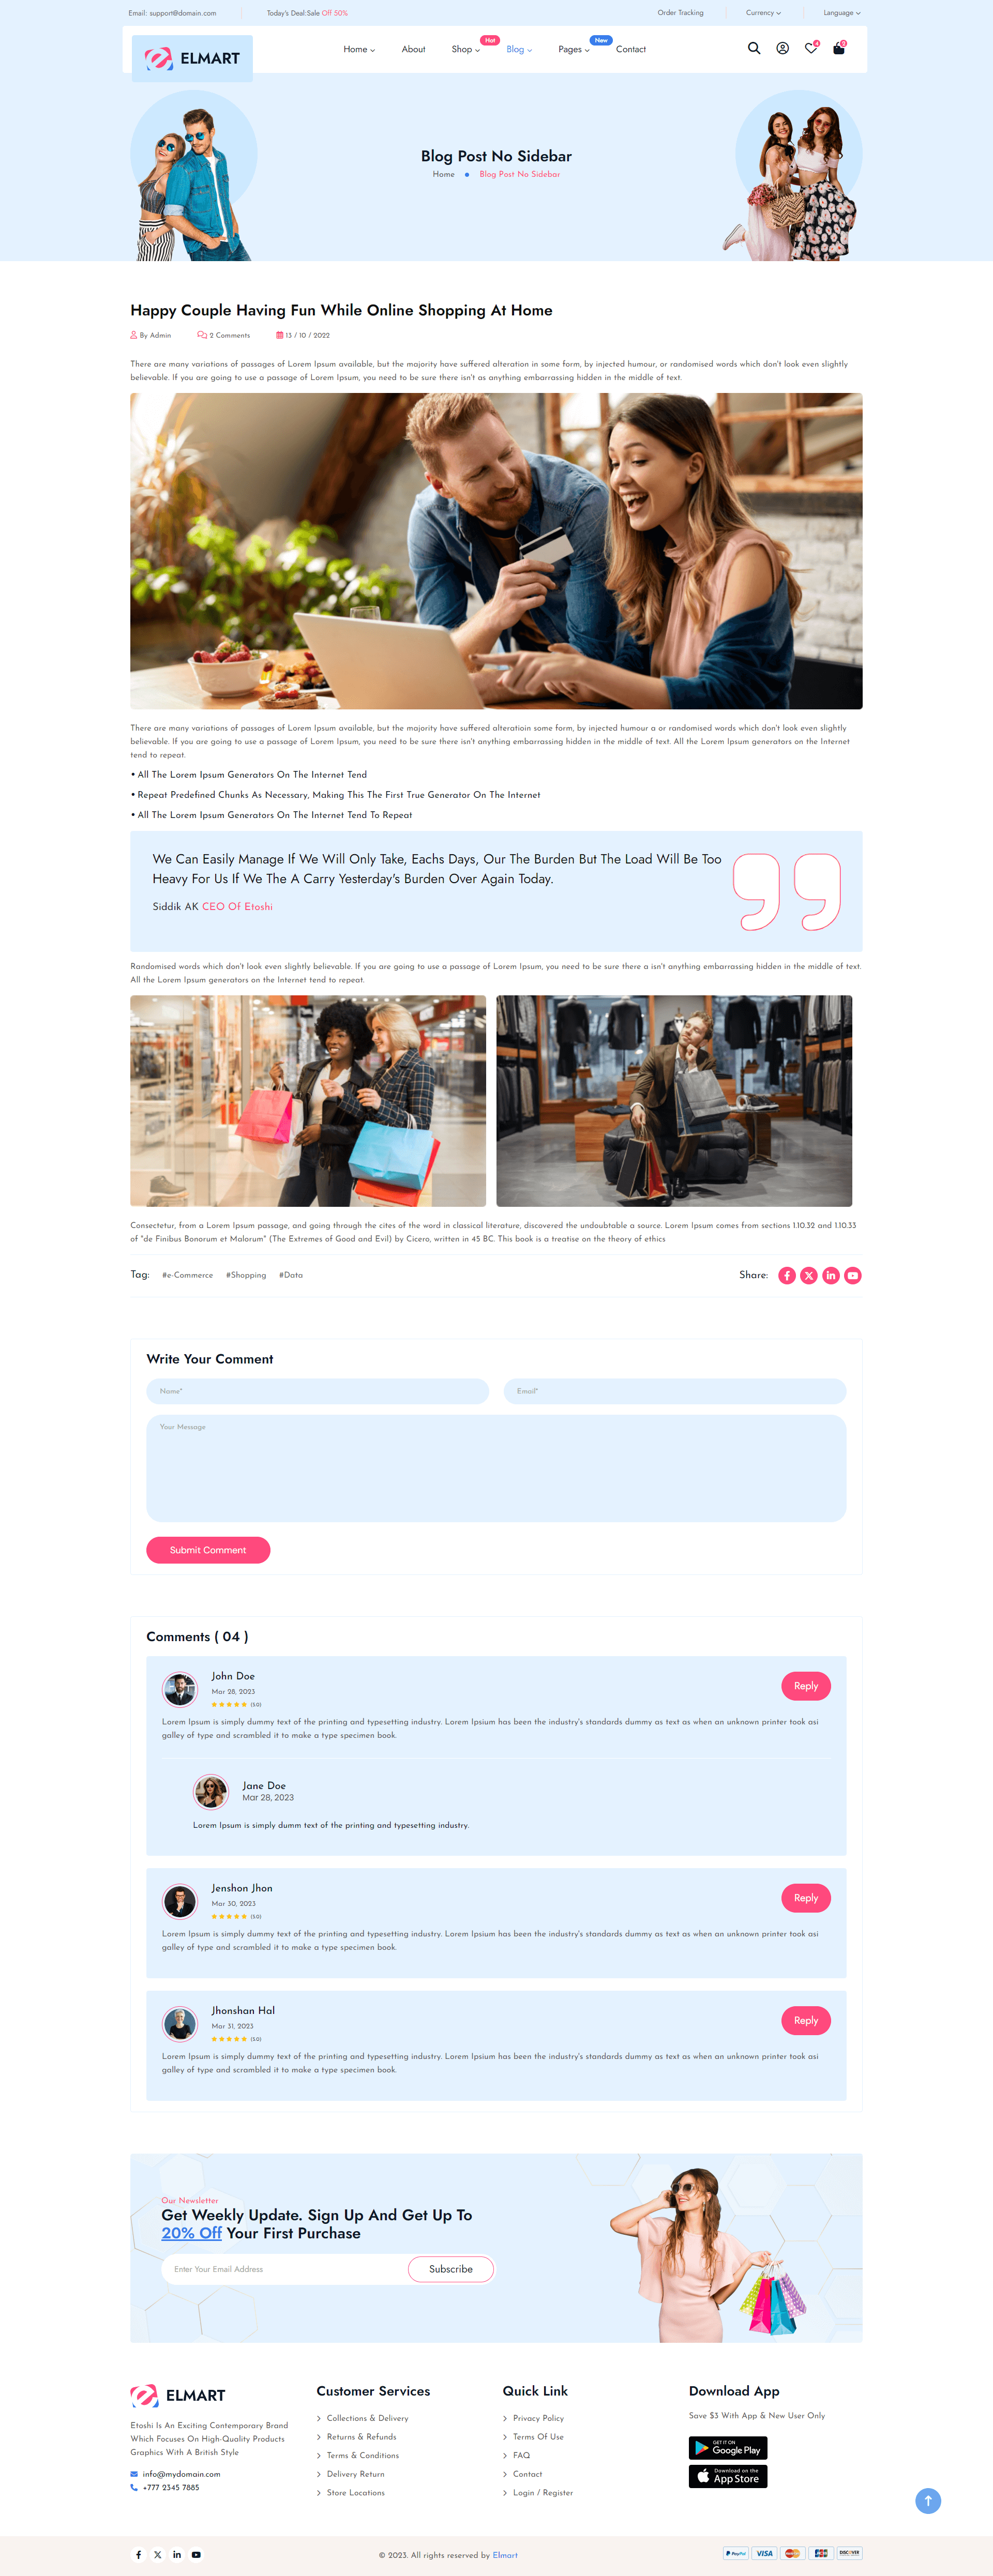 Email: support@domain.com
Today's Deal:Sale Off 50%
Order Tracking
Currency
Language
ELMART
Home
About
Shop
Hot
Blog
Pages
New
Contact
4
Blog Post No Sidebar
Home
Blog Post No Sidebar
Happy Couple Having Fun While Online Shopping At Home
By Admin
2 Comments
13 / 10 / 2022
There are many variations of passages of Lorem Ipsum available, but the majority have suffered alteration in some form, by injected humour, or randomised words which don't look even slightly
believable. If you are going to use a passage of Lorem Ipsum, you need to be sure there isn't as anything embarrassing hidden in the middle of text.
There are many variations of passages of Lorem Ipsum available, but the majority have suffered alteratioin some form, by injected humour a or randomised words which don't look even slightly
believable. If you are going to use a passage of Lorem Ipsum, you need to be sure there isn't anything embarrassing hidden in the middle of text. All the Lorem Ipsum generators on the Internet
tend to repeat.
• All The Lorem Ipsum Generators On The Internet Tend
• Repeat Predefined Chunks As Necessary, Making This The First True Generator On The Internet
• All The Lorem Ipsum Generators On The Internet Tend To Repeat
We Can Easily Manage If We Will Only Take, Eachs Days, Our The Burden But The Load Will Be Too
Heavy For Us If We The A Carry Yesterday's Burden Over Again Today.
Siddik AK CEO Of Etoshi
Randomised words which don't look even slightly believable. If you are going to use a passage of Lorem Ipsum, you need to be sure there a isn't anything embarrassing hidden in the middle of text.
All the Lorem Ipsum generators on the Internet tend to repeat.
Consectetur, from a Lorem Ipsum passage, and going through the cites of the word in classical literature, discovered the undoubtable a source. Lorem Ipsum comes from sections 1.10.32 and 1.10.33
of "de Finibus Bonorum et Malorum" (The Extremes of Good and Evil) by Cicero, written in 45 BC. This book is a treatise on the theory of ethics
Tag:
#e-Commerce
#Shopping
#Data
Share:
Write Your Comment
Name*
Email*
Your Message
Submit Comment
Comments ( 04 )
John Doe
Mar 28, 2023
(5.0)
Reply
Lorem Ipsum is simply dummy text of the printing and typesetting industry. Lorem Ipsium has been the industry's standards dummy as text as when an unknown printer took asi
galley of type and scrambled it to make a type specimen book.
Jane Doe
Mar 28, 2023
Lorem Ipsum is simply dumm text of the printing and typesetting industry.
Jenshon Jhon
Mar 30, 2023
(5.0)
Reply
Lorem Ipsum is simply dummy text of the printing and typesetting industry. Lorem Ipsium has been the industry's standards dummy as text as when an unknown printer took asi
galley of type and scrambled it to make a type specimen book.
Jhonshan Hal
Mar 31, 2023
(5.0)
Reply
Lorem Ipsum is simply dummy text of the printing and typesetting industry. Lorem Ipsium has been the industry's standards dummy as text as when an unknown printer took asi
galley of type and scrambled it to make a type specimen book.
Our Newsletter
Get Weekly Update. Sign Up And Get Up To
20% Off Your First Purchase
Enter Your Email Address
Subscribe
ELMART
Etoshi Is An Exciting Contemporary Brand
Which Focuses On High-Quality Products
Graphics With A British Style
info@mydomain.com
+777 2345 7885
Customer Services
Collections & Delivery
Returns & Refunds
Terms & Conditions
Delivery Return
Store Locations
Quick Link
Privacy Policy
Terms Of Use
FAQ
Contact
Login / Register
Download App
Save $3 With App & New User Only
GET IT ON
Google Play
Download on the
App Store
© 2023. All rights reserved by Elmart
PayPal
VISA
JCB
DISCOVER